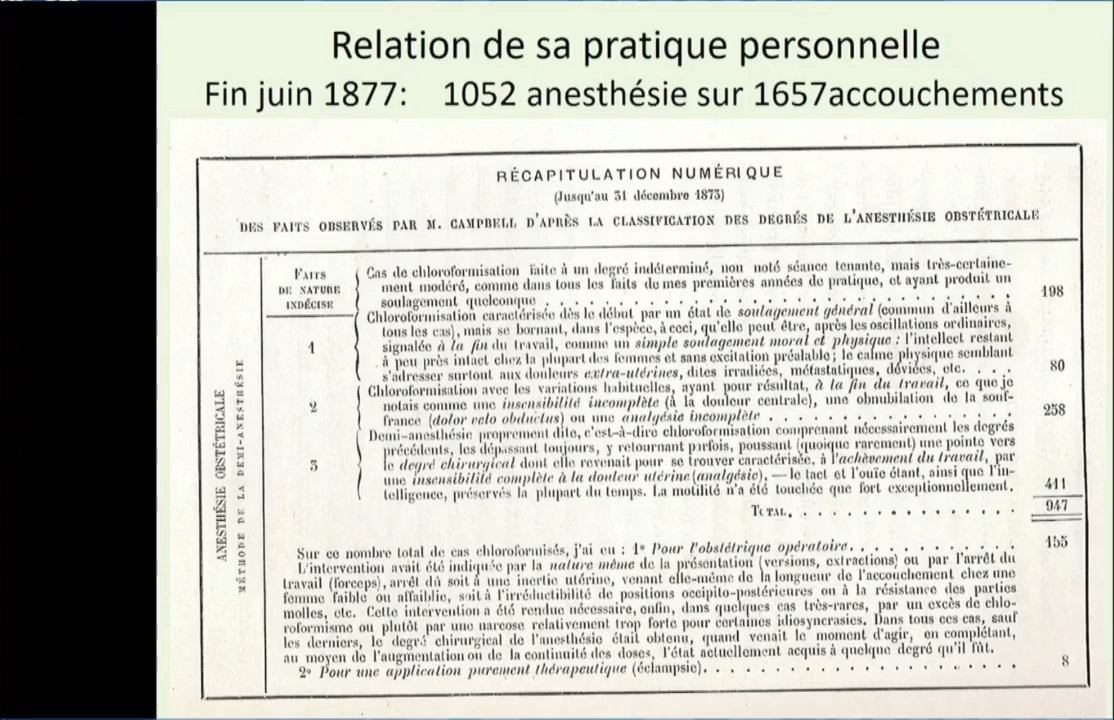 Relation de sa pratique personnelle
Fin juin 1877: 1052 anesthésie sur 1657accouchements
RÉCAPITULATION NUMÉRIQUE
(Jusqu'au 31 décembre 1873)
DES FAITS OBSERVÉS PAR M. CAMPBELL D'APRÈS LA CLASSIFICATION DES DEGRÉS DE L'ANESTHÉSIE OBSTÉTRICALE
ANESTHÉSIE OBSTÉTRICALE
MÉTHODE DE LA DEMI-ANESTHÉSIE
FAITS
DE NATURE
INDÉCISE
Cas de chloroformisation faite à un degré indéterminé, non noté séance tenante, mais très-certaine-
ment modéré, comme dans tous les faits de mes premières années de pratique, et ayant produit un
soulagement quelconque . . . . . . . . . . . . . . . . . . . . . 198
1
Chloroformisation caractérisée dès le début par un état de soulagement général (commun d'ailleurs à
tous les cas), mais se bornant, dans l'espèce, à ceci, qu'elle peut être, après les oscillations ordinaires,
signalée à la fin du travail, comme un simple soulagement moral et physique : l'intellect restant
à peu près intact chez la plupart des femmes et sans excitation préalable ; le calme physique semblant
s'adresser surtout aux douleurs extra-utérines, dites irradiées, métastatiques, déviées, etc. . . . . 80
2
Chloroformisation avec les variations habituelles, ayant pour résultat, à la fin du travail, ce que je
notais comme une insensibilité incomplète (à la douleur centrale), une obnubilation de la souf-
france (dolor velo obductus) ou une analgésie incomplète . . . . . . . . . . . . 258
3
Demi-anesthésie proprement dite, c'est-à-dire chloroformisation comprenant nécessairement les degrés
précédents, les dépassant toujours, y retournant parfois, poussant (quoique rarement) une pointe vers
le degré chirurgical dont elle revenait pour se trouver caractérisée, à l'achèvement du travail, par
une insensibilité complète à la douleur utérine (analgésie), — le tact et l'ouïe étant, ainsi que l'in-
telligence, préservés la plupart du temps. La motilité n'a été touchée que fort exceptionnellement. 411
TOTAL. . . . . . . . . . . . 947
Sur ce nombre total de cas chloroformisés, j'ai eu : 1° Pour l'obstétrique opératoire. . . . . . . . . 155
L'intervention avait été indiquée par la nature même de la présentation (versions, extractions) ou par l'arrêt du
travail (forceps), arrêt dû soit à une inertie utérine, venant elle-même de la longueur de l'accouchement chez une
femme faible ou affaiblie, soit à l'irréductibilité de positions occipito-postérieures ou à la résistance des parties
molles, etc. Cette intervention a été rendue nécessaire, enfin, dans quelques cas très-rares, par un excès de chlo-
roformisme ou plutôt par une narcose relativement trop forte pour certaines idiosyncrasies. Dans tous ces cas, sauf
les derniers, le degré chirurgical de l'anesthésie était obtenu, quand venait le moment d'agir, en complétant,
au moyen de l'augmentation ou de la continuité des doses, l'état actuellement acquis à quelque degré qu'il fût.
2° Pour une application purement thérapeutique (éclampsie). . . . . . . . . . . . . . . . . 8